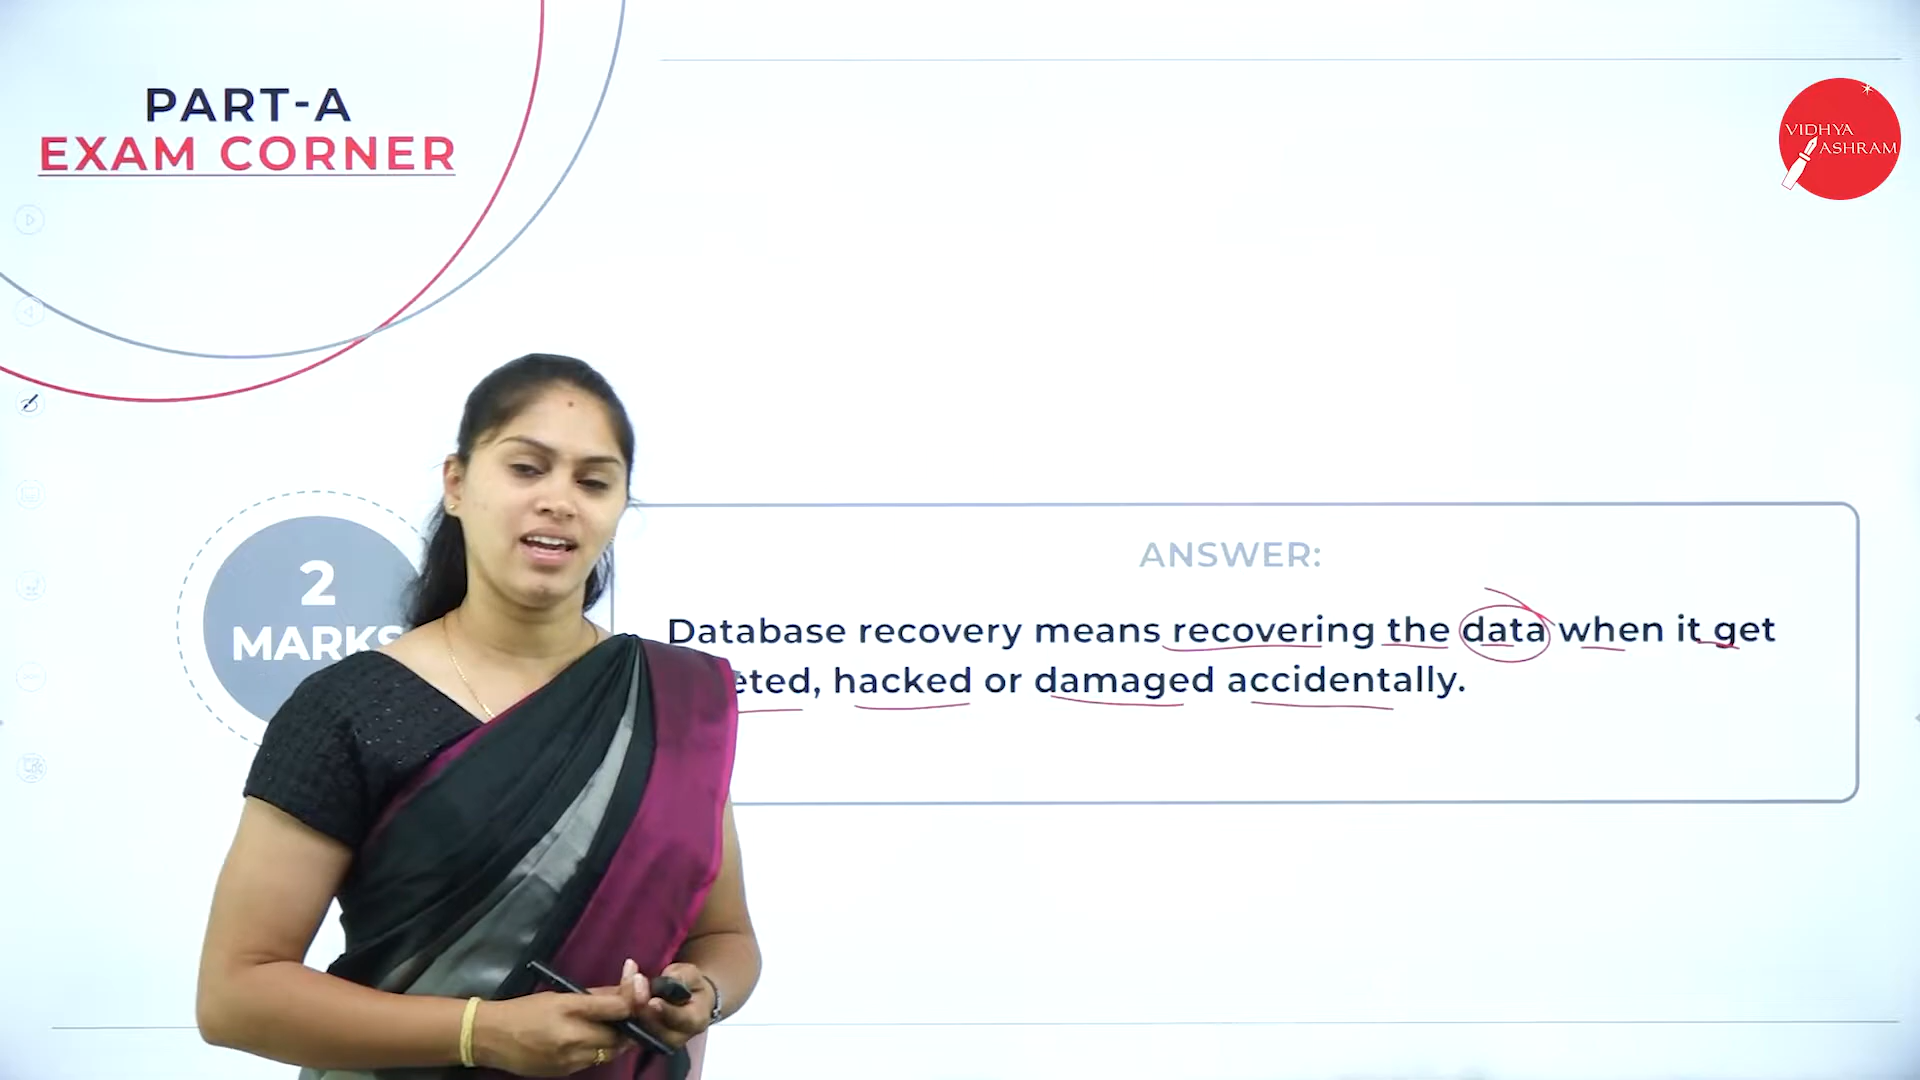 PART-A
EXAM CORNER
VIDHYA
ASHRAM
2
MARKS
ANSWER:
Database recovery means recovering the data when it get
hacked or damaged accidentally.